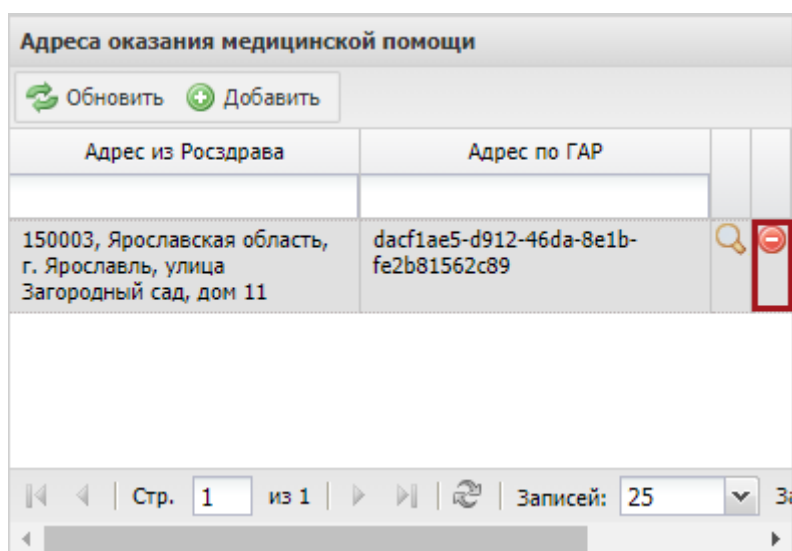 Адреса оказания медицинской помощи
Обновить Добавить
Адрес из Росздрава Адрес по ГАР
150003, Ярославская область, dacf1ae5-d912-46da-8e1b-
г. Ярославль, улица fe2b81562c89
Загородный сад, дом 11
Стр. 1 из 1 Записей: 25